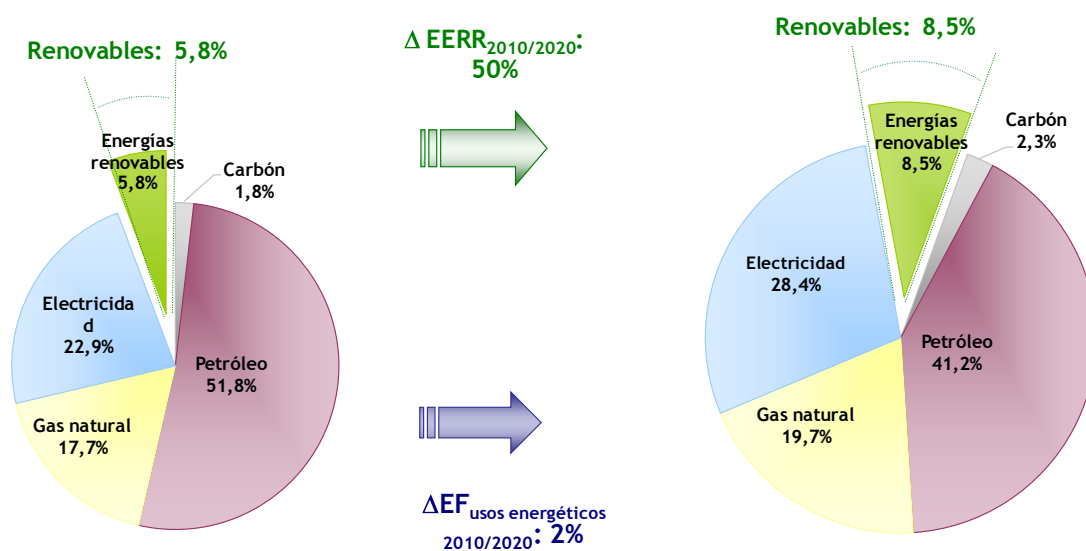 Renovables: 5,8%
Energías
renovables
5,8%
Carbón
1,8%
Electricida
d
22,9%
Petróleo
51,8%
Gas natural
17,7%
Δ EERR2010/2020:
50%
ΔEFusos energéticos
2010/2020: 2%
Renovables: 8,5%
Energías
renovables
8,5%
Carbón
2,3%
Electricidad
28,4%
Petróleo
41,2%
Gas natural
19,7%